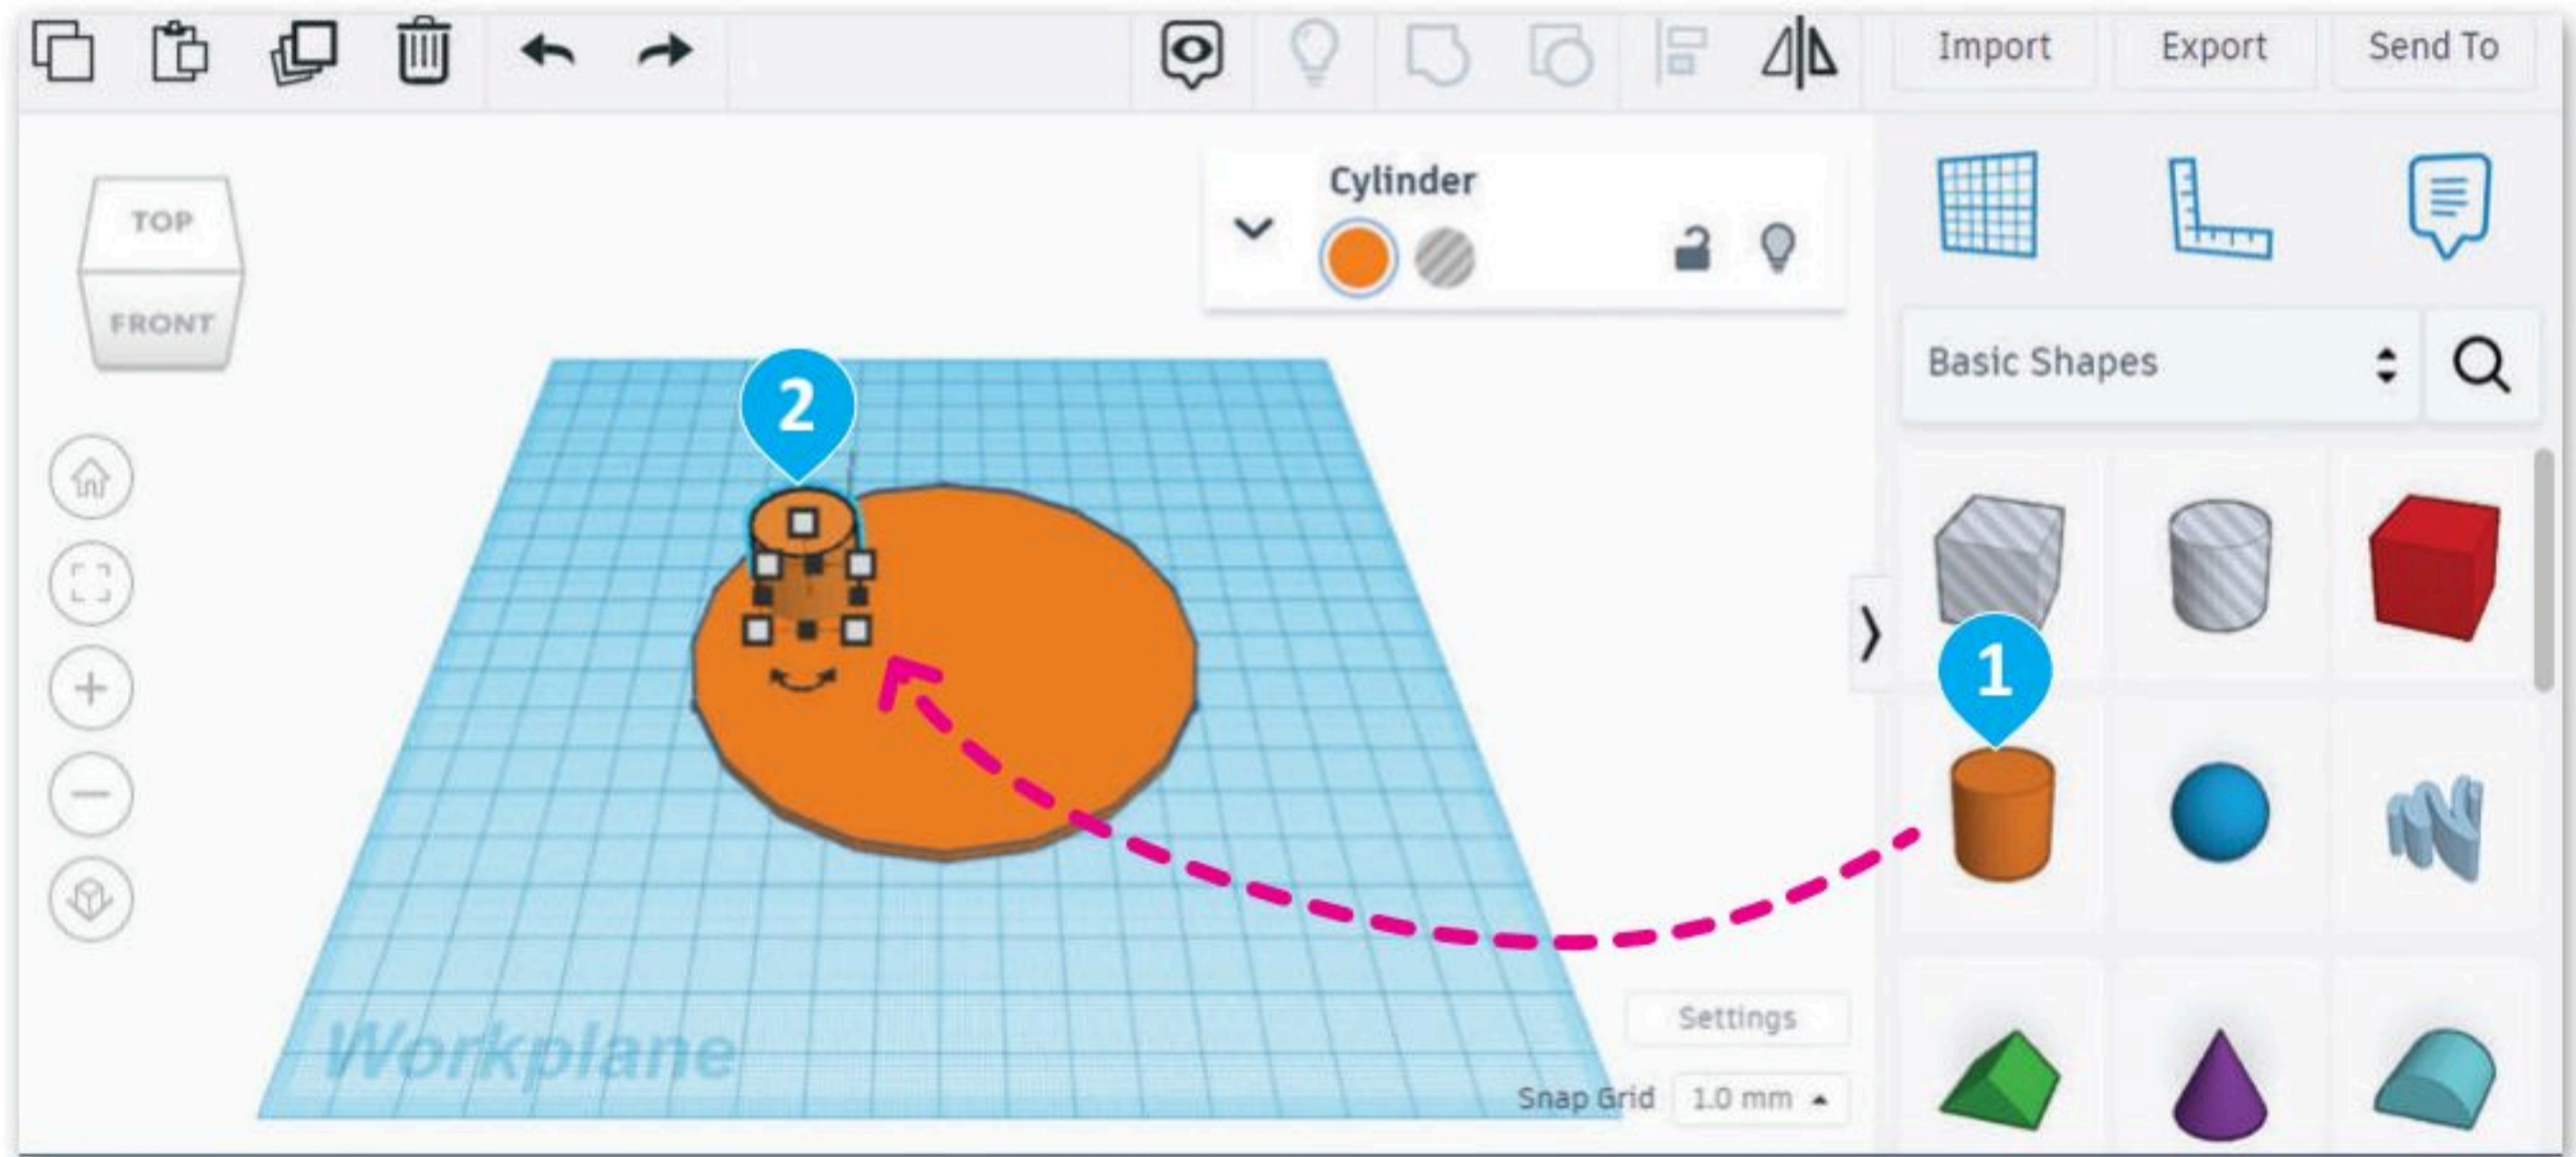 Import
Export
Send To
TOP
FRONT
Cylinder
Basic Shapes
2
1
Workplane
Settings
Snap Grid
1.0 mm